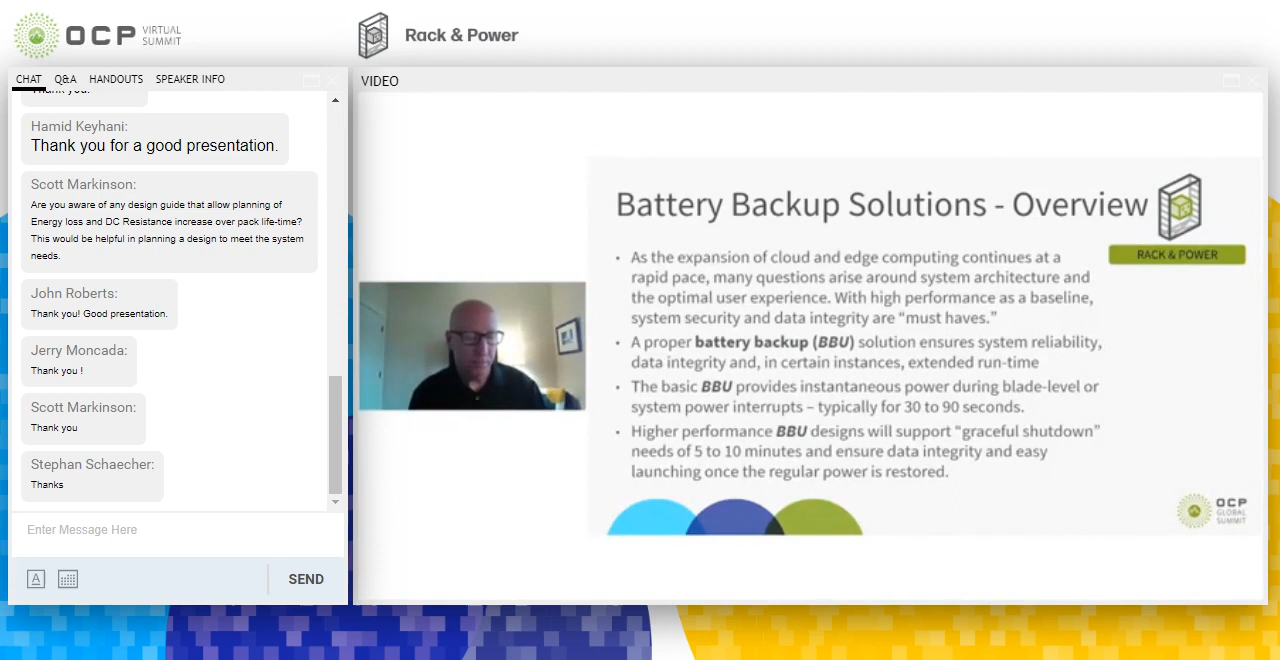 OCP VIRTUAL
SUMMIT
Rack & Power
CHAT Q&A HANDOUTS SPEAKER INFO
Thank you.
Hamid Keyhani:
Thank you for a good presentation.
Scott Markinson:
Are you aware of any design guide that allow planning of
Energy loss and DC Resistance increase over pack life-time?
This would be helpful in planning a design to meet the system
needs.
John Roberts:
Thank you! Good presentation.
Jerry Moncada:
Thank you !
Scott Markinson:
Thank you
Stephan Schaecher:
Thanks
Enter Message Here
A
SEND
VIDEO
Battery Backup Solutions - Overview
RACK & POWER
• As the expansion of cloud and edge computing continues at a
rapid pace, many questions arise around system architecture and
the optimal user experience. With high performance as a baseline,
system security and data integrity are “must haves.”
• A proper battery backup (BBU) solution ensures system reliability,
data integrity and, in certain instances, extended run-time
• The basic BBU provides instantaneous power during blade-level or
system power interrupts – typically for 30 to 90 seconds.
• Higher performance BBU designs will support “graceful shutdown”
needs of 5 to 10 minutes and ensure data integrity and easy
launching once the regular power is restored.
OCP
GLOBAL
SUMMIT